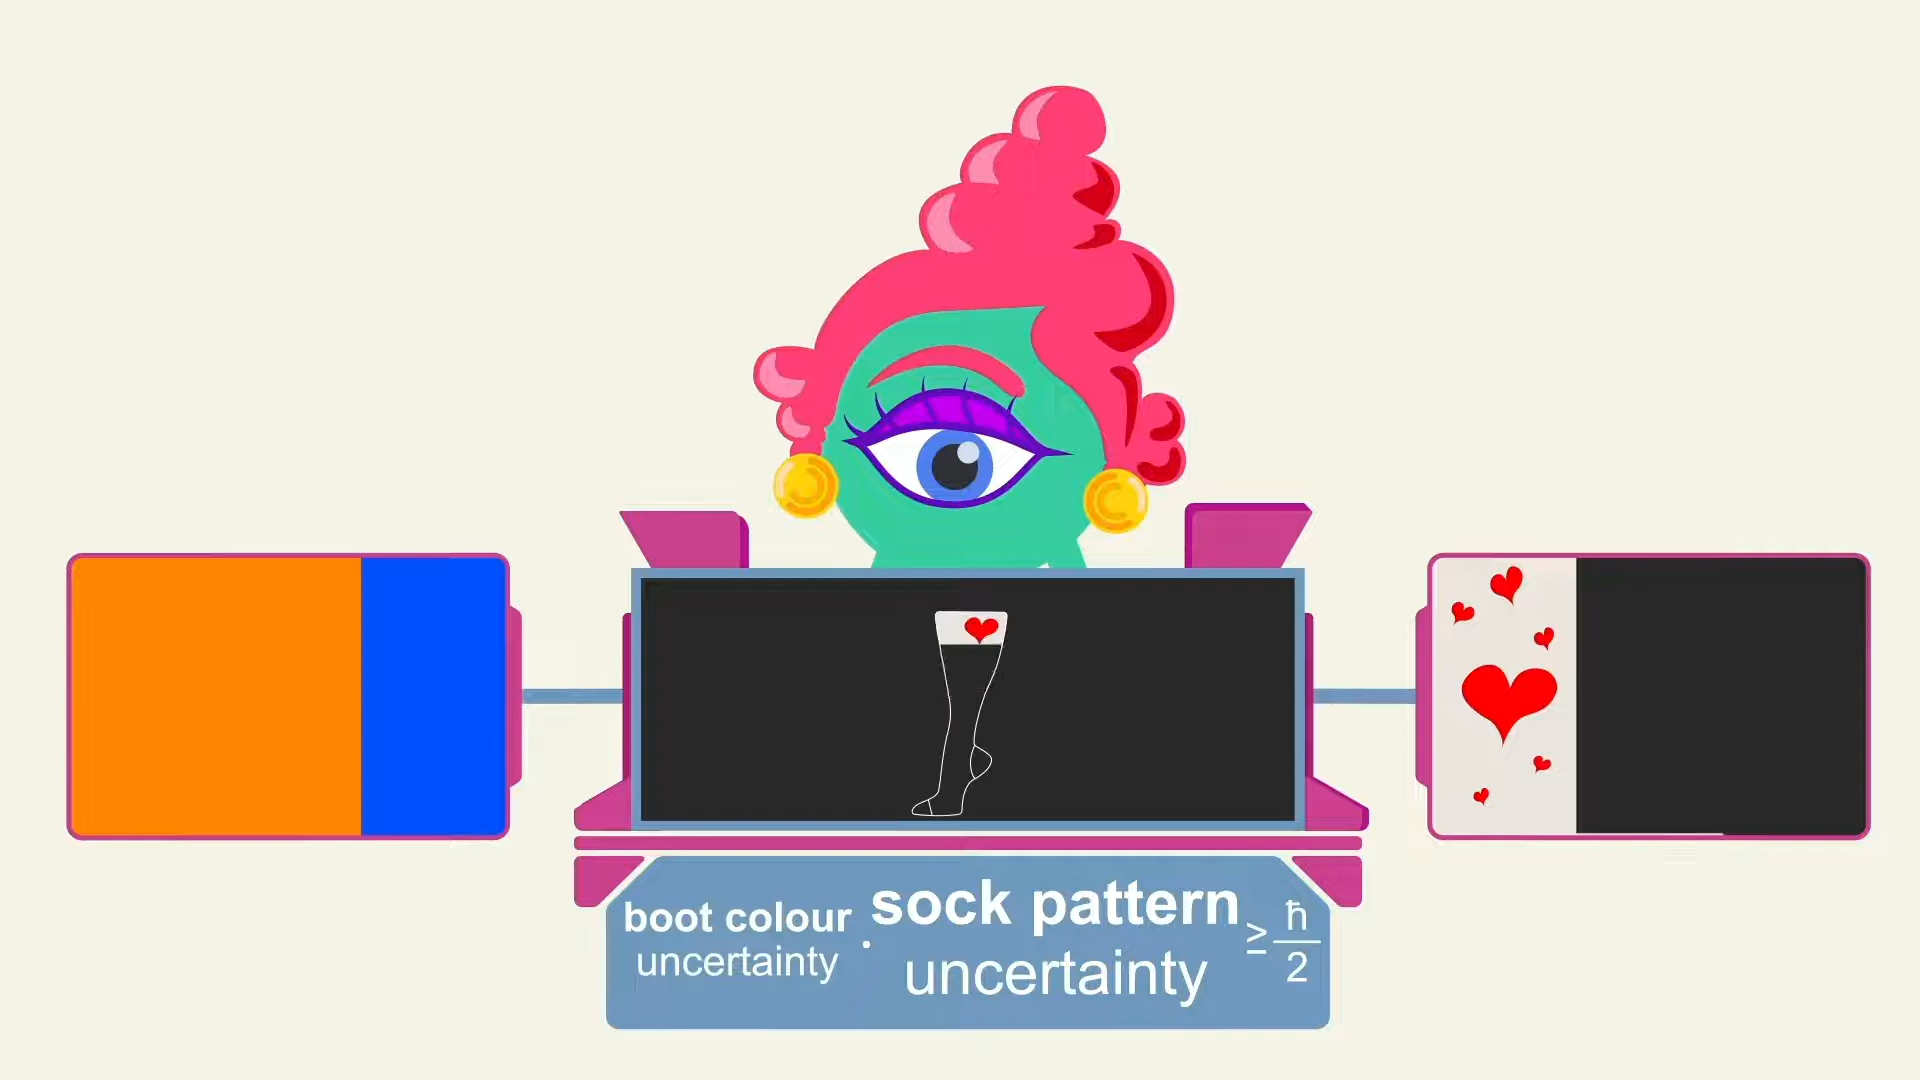 boot colour
uncertainty
·
sock pattern
uncertainty
≥
ħ
2